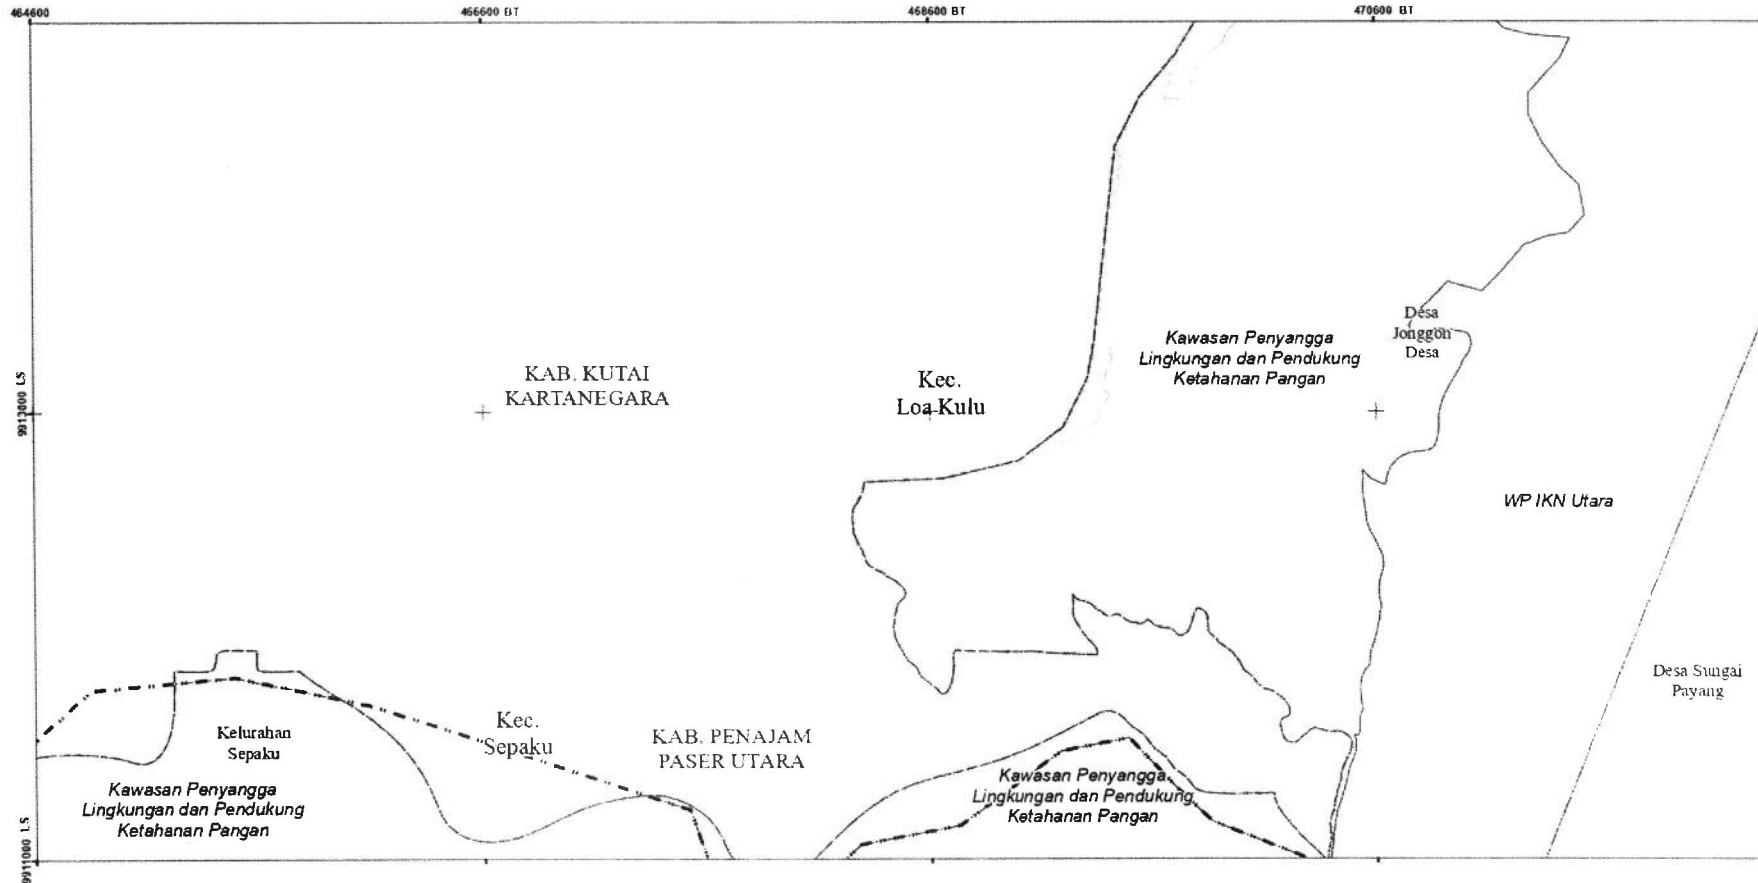 464600
466600 BT
468600 BT
470600 BT
Desa
Jonggon
Desa
Kawasan Penyangga
Lingkungan dan Pendukung
Ketahanan Pangan
KAB. KUTAI
KARTANEGARA
Kec.
Loa Kulu
9913000 LS
WP IKN Utara
Desa Sungai
Payang
Kelurahan
Sepaku
Kec.
Sepaku
KAB. PENAJAM
PASER UTARA
Kawasan Penyangga
Lingkungan dan Pendukung
Ketahanan Pangan
Kawasan Penyangga
Lingkungan dan Pendukung
Ketahanan Pangan
LS